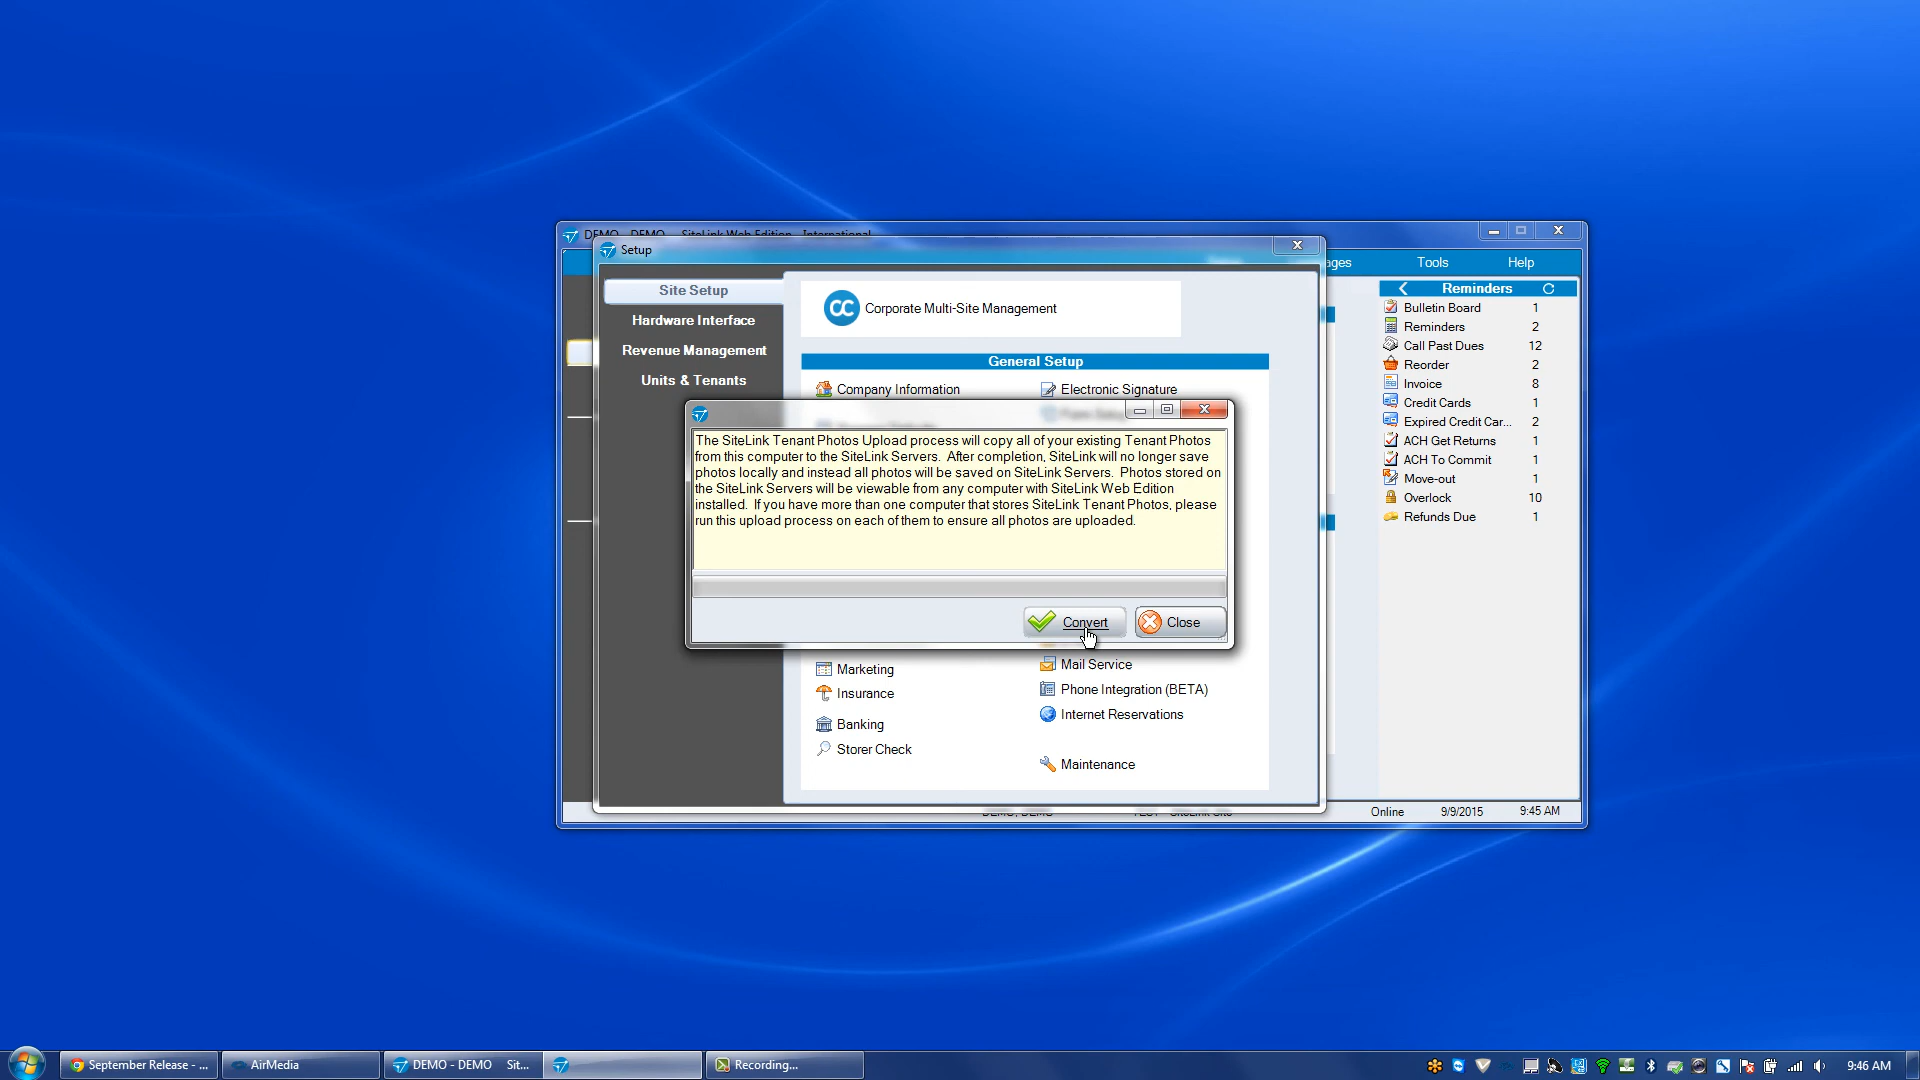 DEMO - DEMO SiteLink Web Edition - International
Setup
Tools
Help
Site Setup
Hardware Interface
Revenue Management
Units & Tenants
Corporate Multi-Site Management
General Setup
Company Information
Electronic Signature
The SiteLink Tenant Photos Upload process will copy all of your existing Tenant Photos
from this computer to the SiteLink Servers. After completion, SiteLink will no longer save
photos locally and instead all photos will be saved on SiteLink Servers. Photos stored on
the SiteLink Servers will be viewable from any computer with SiteLink Web Edition
installed. If you have more than one computer that stores SiteLink Tenant Photos, please
run this upload process on each of them to ensure all photos are uploaded.
Convert
Close
Marketing
Mail Service
Insurance
Phone Integration (BETA)
Banking
Internet Reservations
Storer Check
Maintenance
Reminders
Bulletin Board 1
Reminders 2
Call Past Dues 12
Reorder 2
Invoice 8
Credit Cards 1
Expired Credit Car... 2
ACH Get Returns 1
ACH To Commit 1
Move-out 1
Overlock 10
Refunds Due 1
Online 9/9/2015 9:45 AM
September Release - ...
AirMedia
DEMO - DEMO Sit...
Recording...
9:46 AM